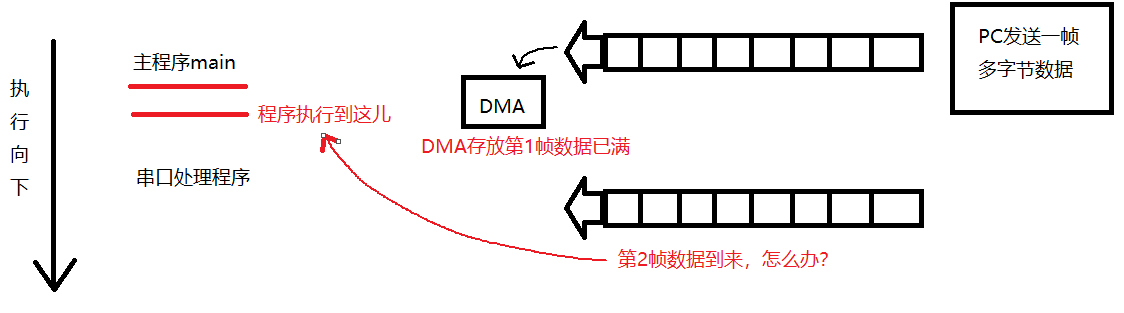 执
行
向
下
主程序main
程序执行到这儿
串口处理程序
DMA
DMA存放第1帧数据已满
PC发送一帧
多字节数据
第2帧数据到来，怎么办?